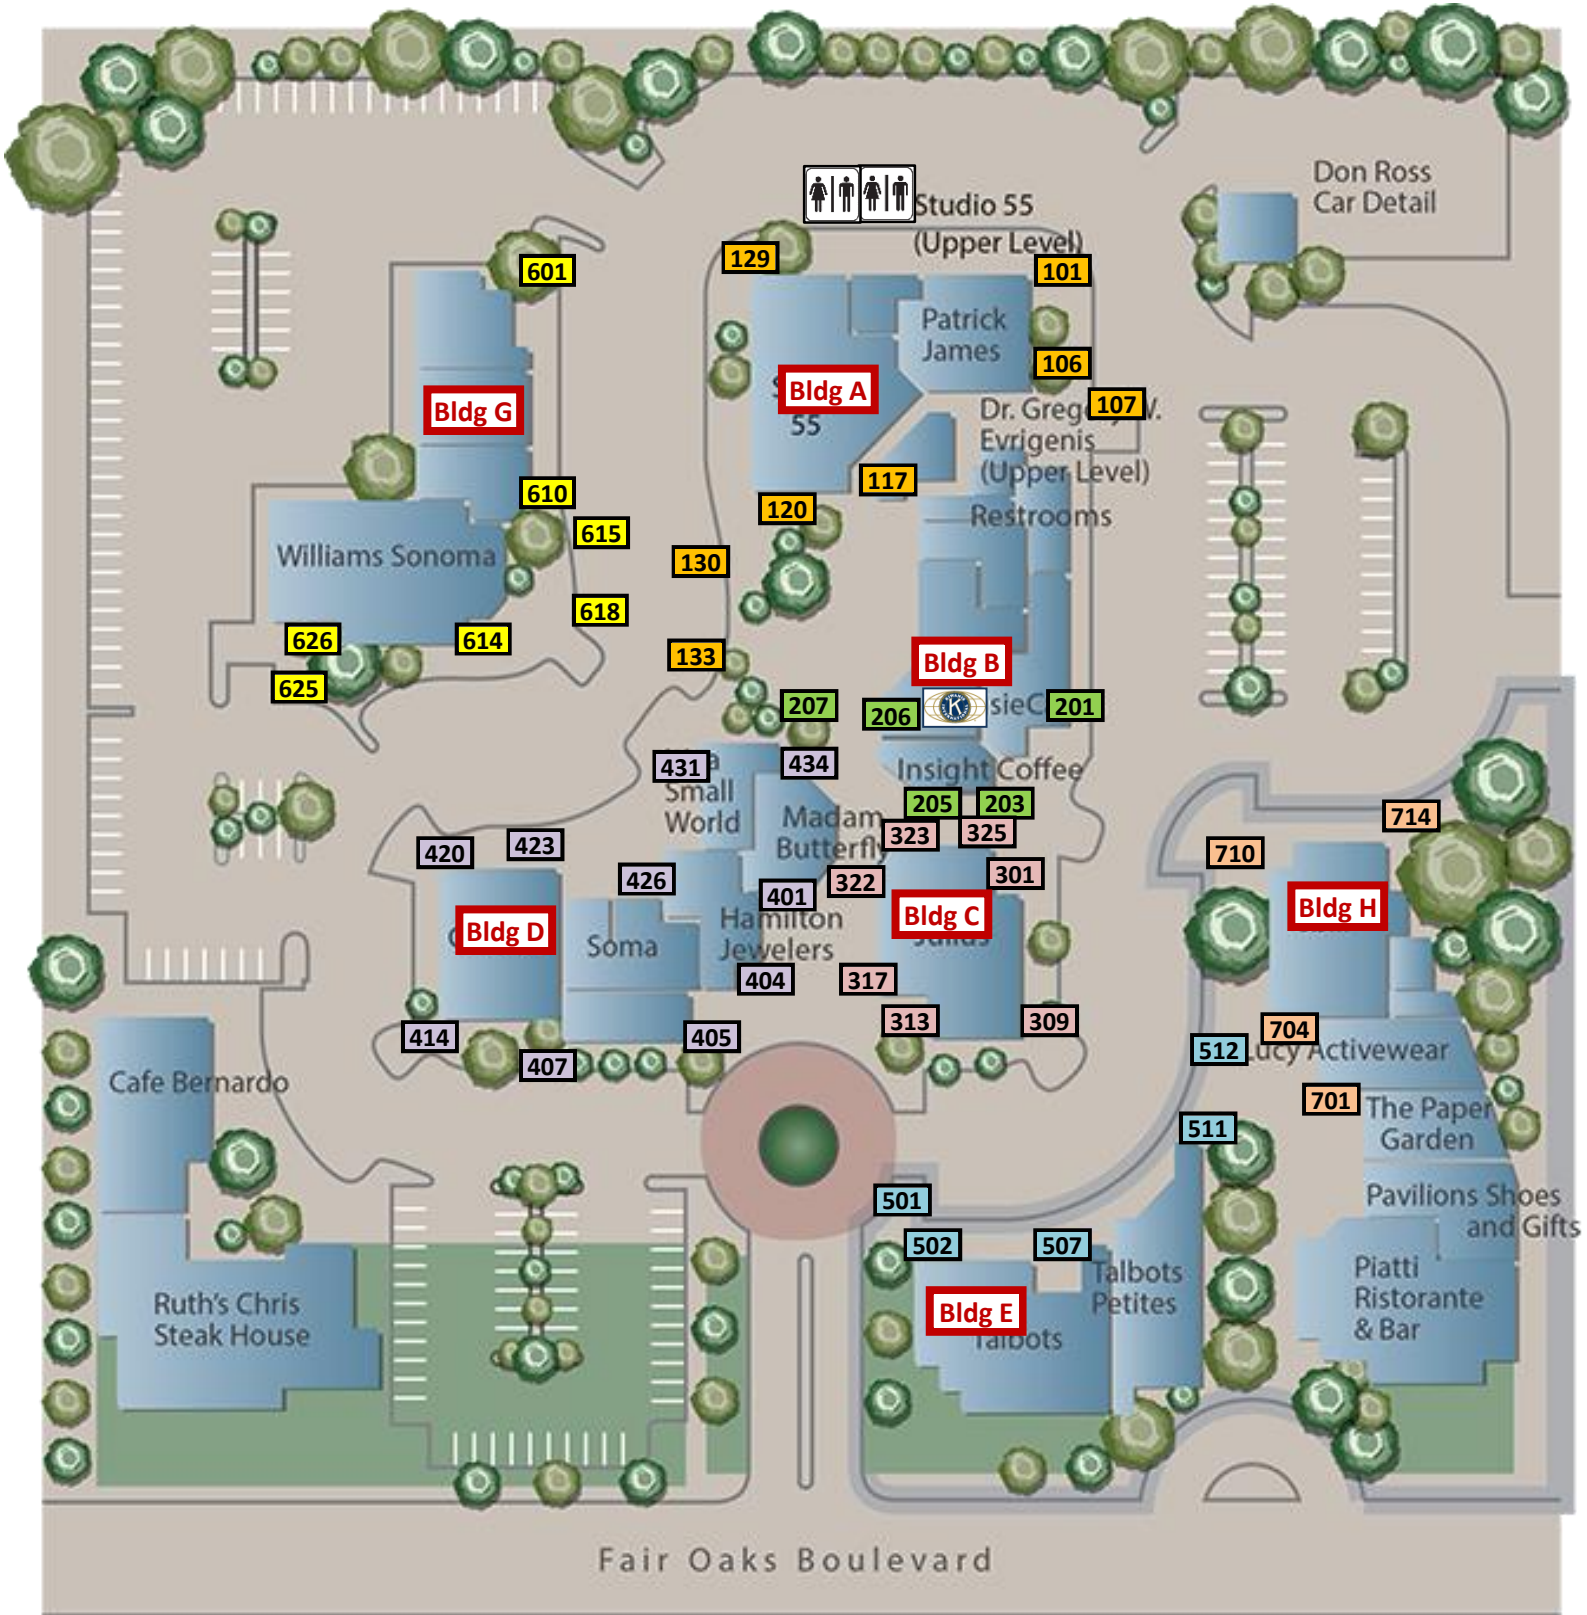 Don Ross
Car Detail
Studio 55
(Upper Level)
129
101
601
Patrick
James
106
Bldg A
107
Bldg G
55
Dr. Greg
W.
Evrigenis
(Upper Level)
117
610
120
Restrooms
615
Williams Sonoma
130
618
626
614
133
Bldg B
625
207
206
K
sieC
201
431
434
Insight Coffee
Small
World
205
203
714
Madam
Butterfly
323
325
420
423
710
426
322
301
401
Bldg H
Bldg C
Hamilton
Jewelers
Bldg D
Soma
404
317
414
405
313
309
704
512
Lucy Activewear
407
Cafe Bernardo
701
The Paper
Garden
511
501
Pavilions Shoes
and Gifts
502
507
Talbots
Petites
Piatti
Ristorante
& Bar
Ruth's Chris
Steak House
Bldg E
Talbots
Fair Oaks Boulevard